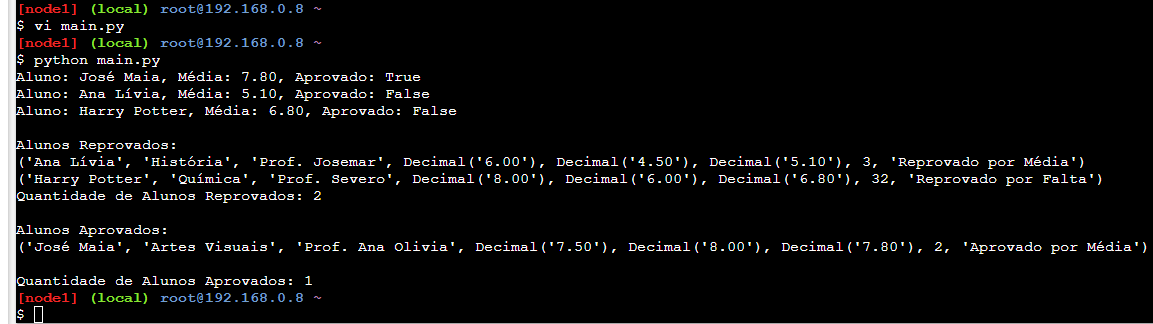 [node1] (local) root@192.168.0.8 ~
$ vi main.py
[node1] (local) root@192.168.0.8 ~
$ python main.py
Aluno: José Maia, Média: 7.80, Aprovado: True
Aluno: Ana Lívia, Média: 5.10, Aprovado: False
Aluno: Harry Potter, Média: 6.80, Aprovado: False
Alunos Reprovados:
('Ana Lívia', 'História', 'Prof. Josemar', Decimal('6.00'), Decimal('4.50'), Decimal('5.10'), 3, 'Reprovado por Média')
('Harry Potter', 'Química', 'Prof. Severo', Decimal('8.00'), Decimal('6.00'), Decimal('6.80'), 32, 'Reprovado por Falta')
Quantidade de Alunos Reprovados: 2
Alunos Aprovados:
('José Maia', 'Artes Visuais', 'Prof. Ana Olivia', Decimal('7.50'), Decimal('8.00'), Decimal('7.80'), 2, 'Aprovado por Média')
Quantidade de Alunos Aprovados: 1
[node1] (local) root@192.168.0.8 ~
$